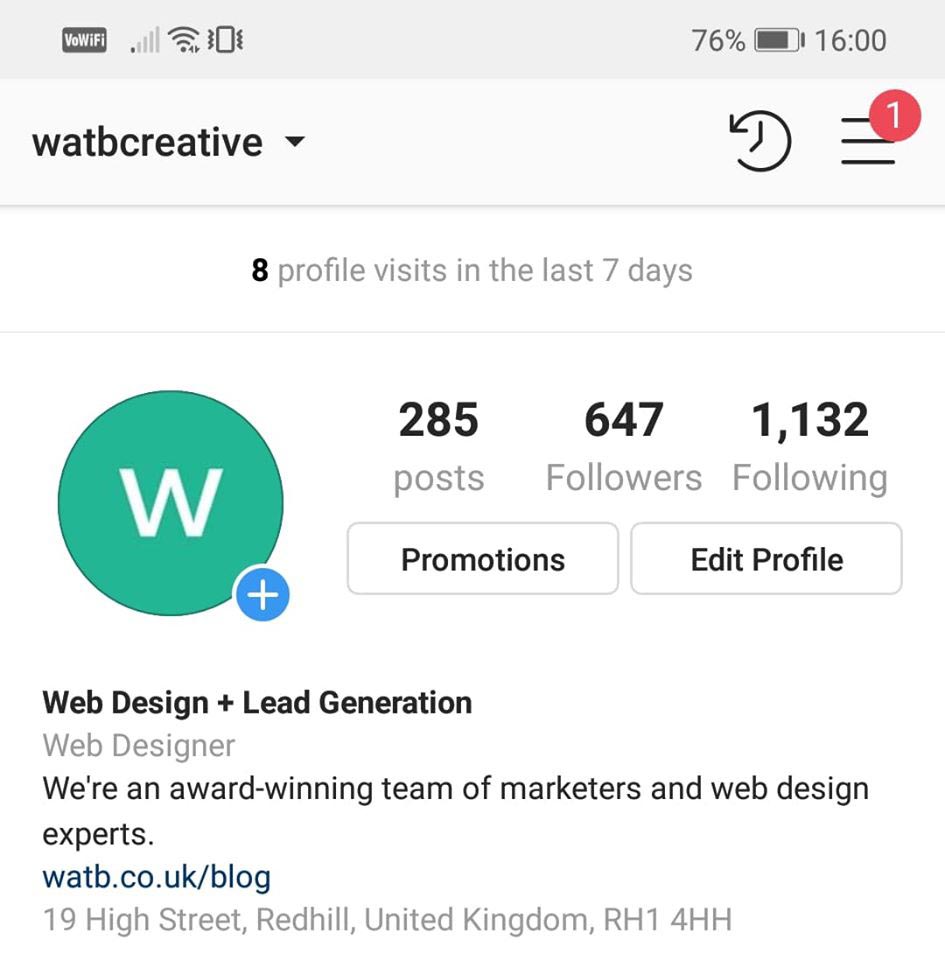 VoWiFi 76% 16:00
watbcreative 1
8 profile visits in the last 7 days
W
285 647 1,132
posts Followers Following
Promotions Edit Profile
Web Design + Lead Generation
Web Designer
We're an award-winning team of marketers and web design
experts.
watb.co.uk/blog
19 High Street, Redhill, United Kingdom, RH1 4HH